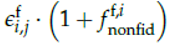 ϵ^f_{i,j} · (1 + f^{f,i}_{nonfid})